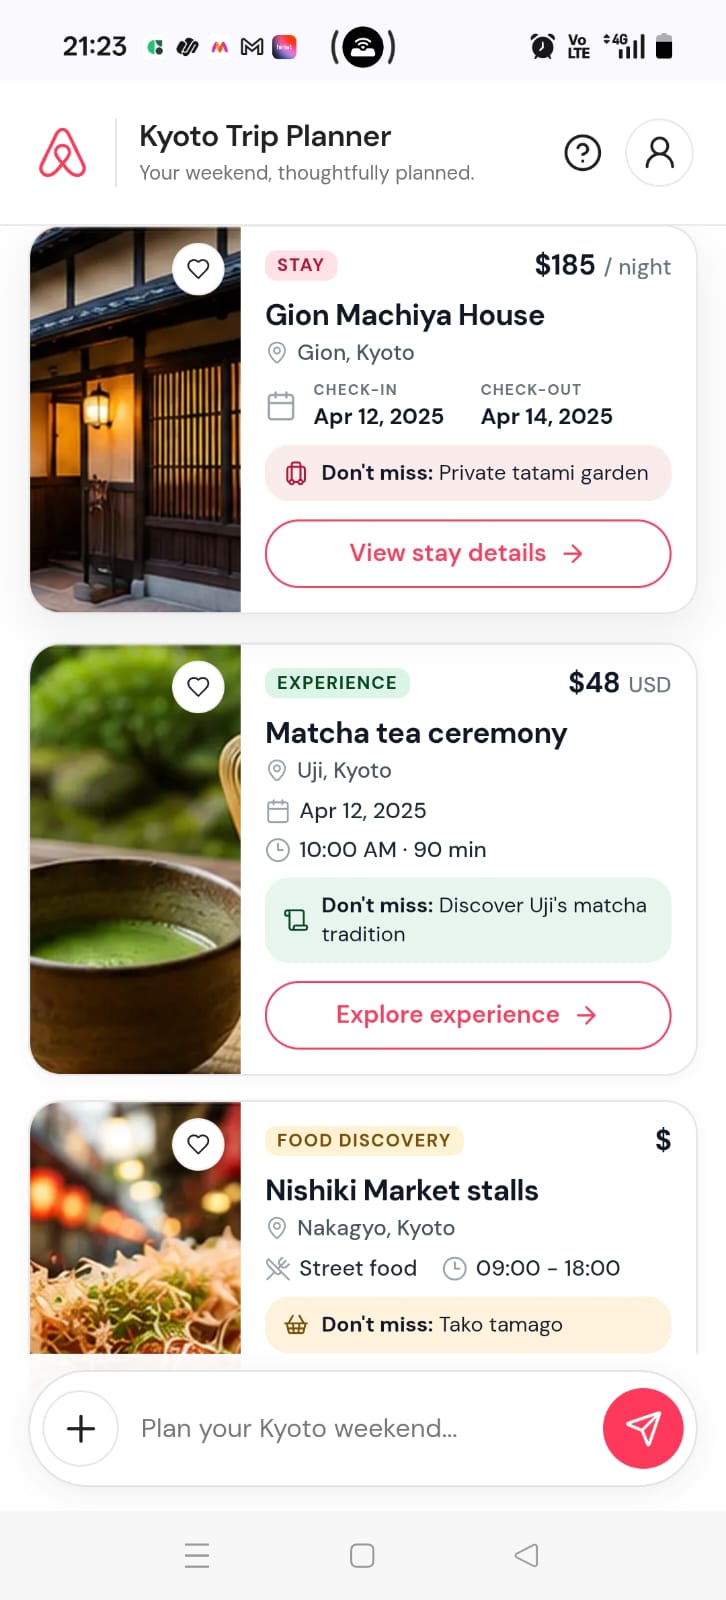 21:23
Vo
LTE
4G
Kyoto Trip Planner
Your weekend, thoughtfully planned.
STAY
$185 / night
Gion Machiya House
Gion, Kyoto
CHECK-IN
CHECK-OUT
Apr 12, 2025
Apr 14, 2025
Don't miss: Private tatami garden
View stay details →
EXPERIENCE
$48 USD
Matcha tea ceremony
Uji, Kyoto
Apr 12, 2025
10:00 AM · 90 min
Don't miss: Discover Uji's matcha
tradition
Explore experience →
FOOD DISCOVERY
$
Nishiki Market stalls
Nakagyo, Kyoto
Street food
09:00 – 18:00
Don't miss: Tako tamago
Plan your Kyoto weekend...